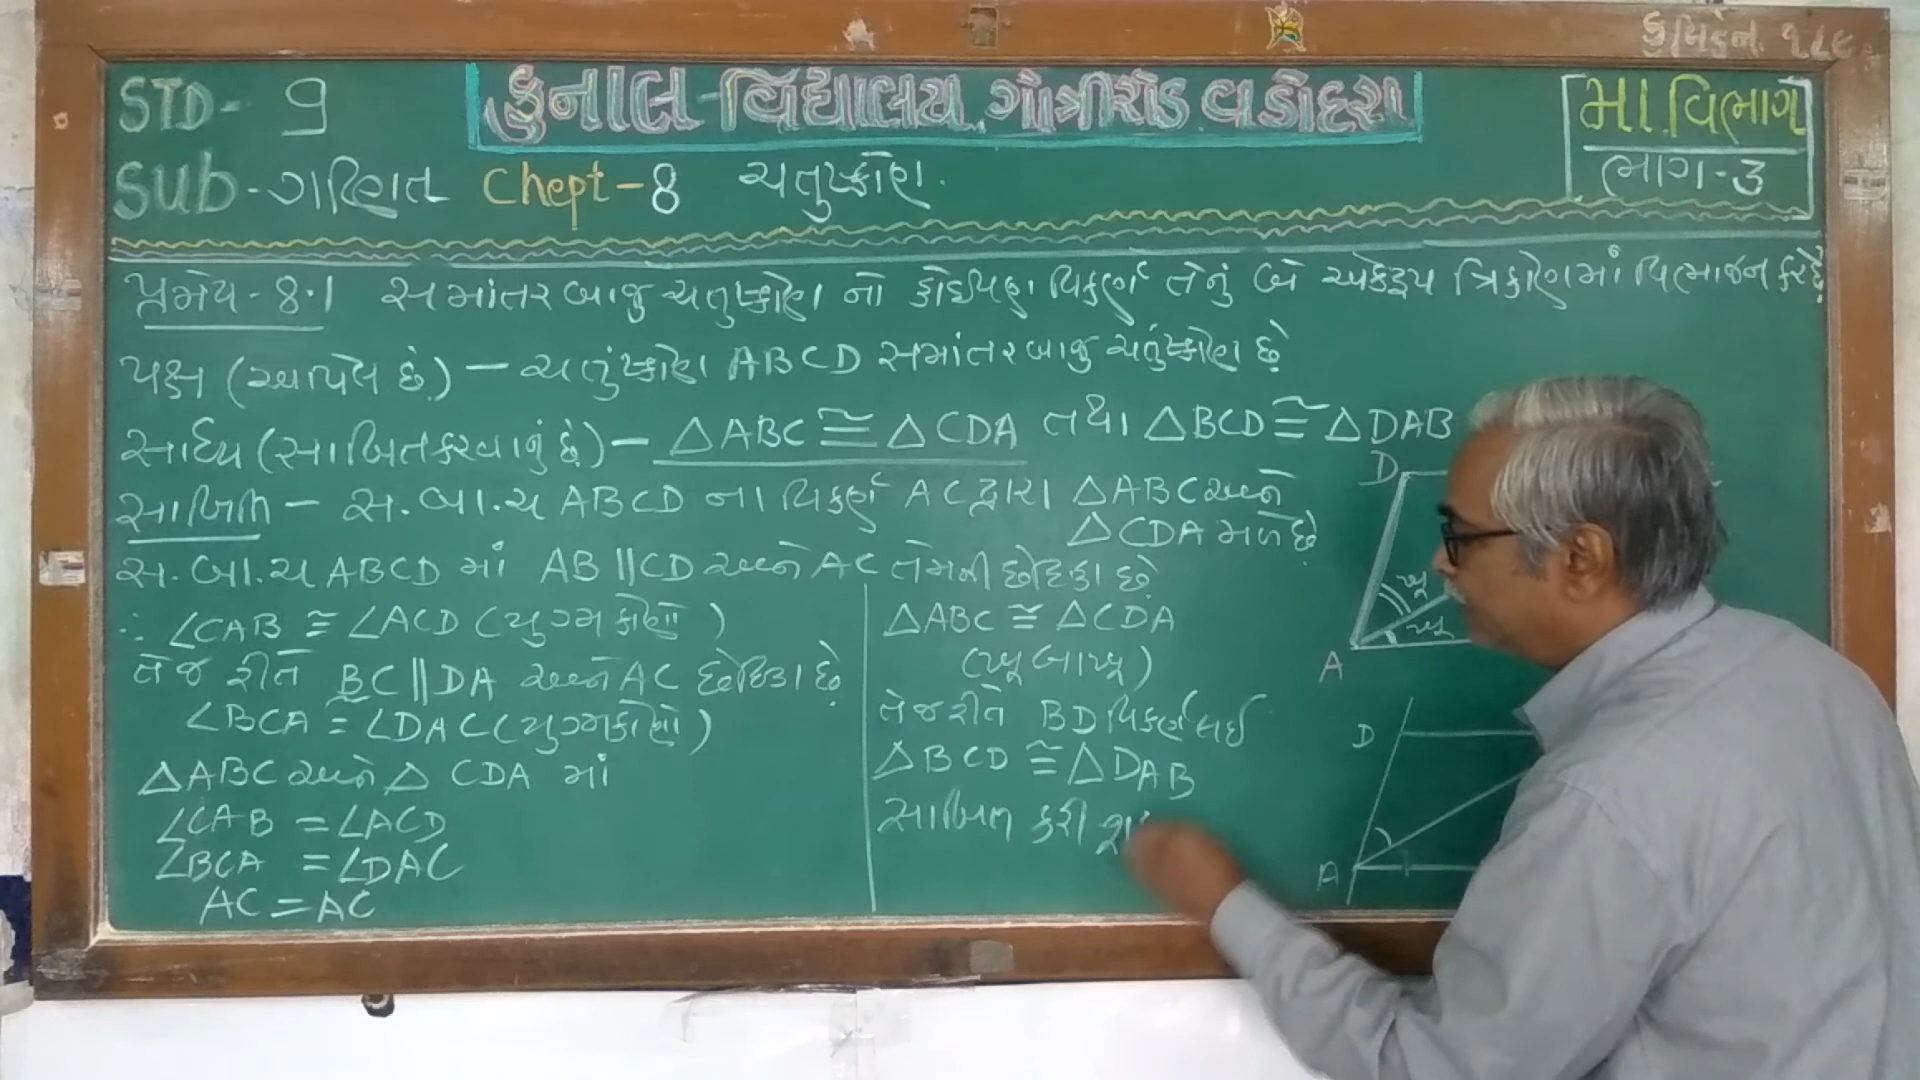 STD- 9
કુનાલ-વિદ્યાલય ગોત્રીરોડ વડોદરા
મા.વિભાગ
ભાગ-૩
Sub-ગણિત Chept-8 ચતુષ્કોણ.
પ્રમેય-8.1 સમાંતરબાજુ ચતુષ્કોણ નો કોઈપણ વિકર્ણ તેનું બે એકરૂપ ત્રિકોણમાં વિભાજન કરે છે
પક્ષ (આપેલ છે) - ચતુષ્કોણ ABCD સમાંતરબાજુ ચતુષ્કોણ છે
સાધ્ય (સાબિત કરવાનું છે) - △ABC ≅ △CDA તથા △BCD ≅ △DAB
સાબિતી - સ.બા.ચ ABCD ના વિકર્ણ AC દ્વારા △ABC અને
△CDA મળે છે
સ.બા.ચ ABCD માં AB || CD અને AC તેમની છેદિકા છે
∴ ∠CAB ≅ ∠ACD (યુગ્મકોણો)
તેજ રીતે BC || DA અને AC છેદિકા છે
∠BCA ≅ ∠DAC (યુગ્મકોણો)
△ABC અને △ CDA માં
∠CAB = ∠ACD
∠BCA = ∠DAC
AC = AC
△ABC ≅ △CDA
(ખૂબાખૂ)
તેજ રીતે BD વિકર્ણ લઈ
△BCD ≅ △DAB
સાબિત કરી
D
ખૂ
ખૂ
A
D
A